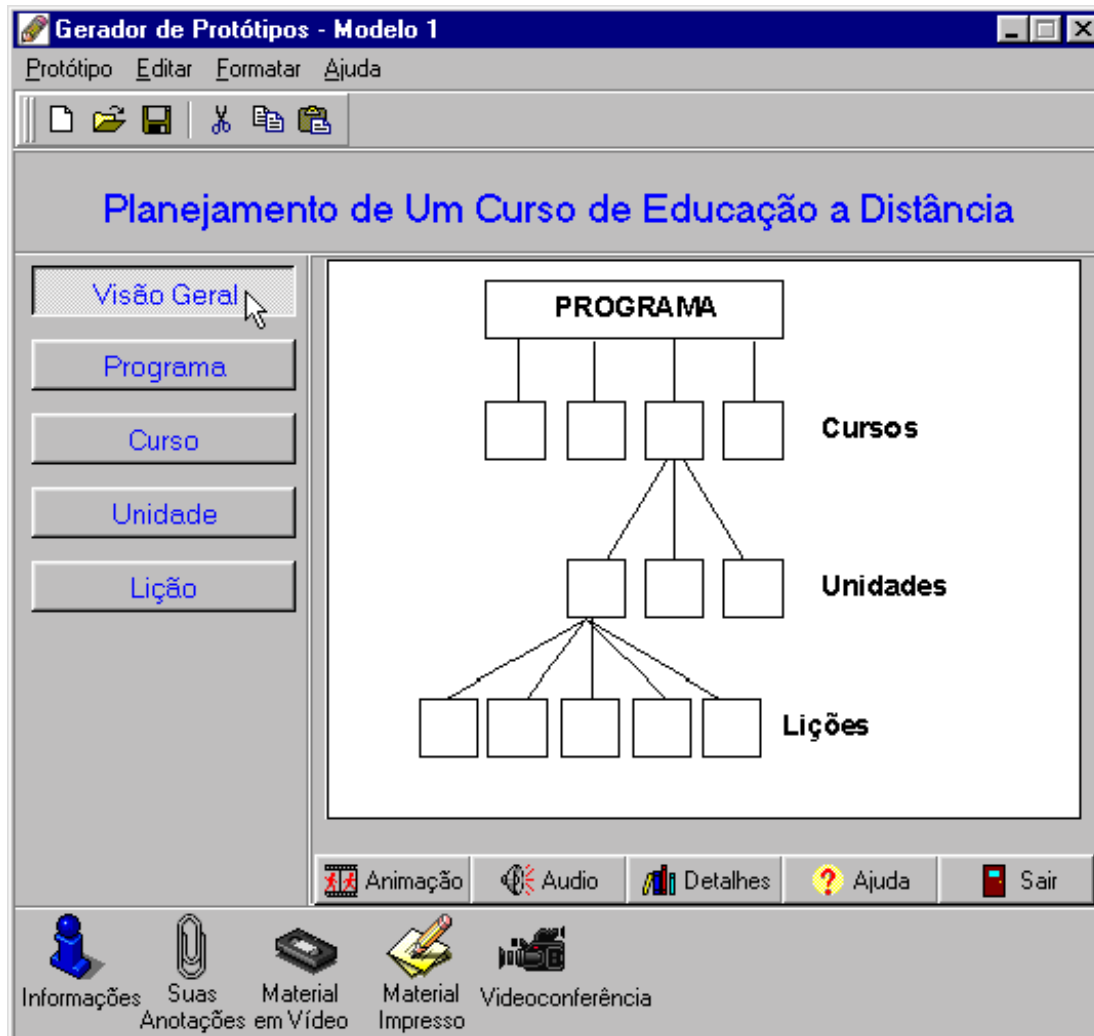 Gerador de Protótipos - Modelo 1
Protótipo Editar Formatar Ajuda
Planejamento de Um Curso de Educação a Distância
Visão Geral
Programa
Curso
Unidade
Lição
PROGRAMA
Cursos
Unidades
Lições
Animação Audio Detalhes Ajuda Sair
Informações
Suas
Anotações
Material
em Vídeo
Material
Impresso
Videoconferência